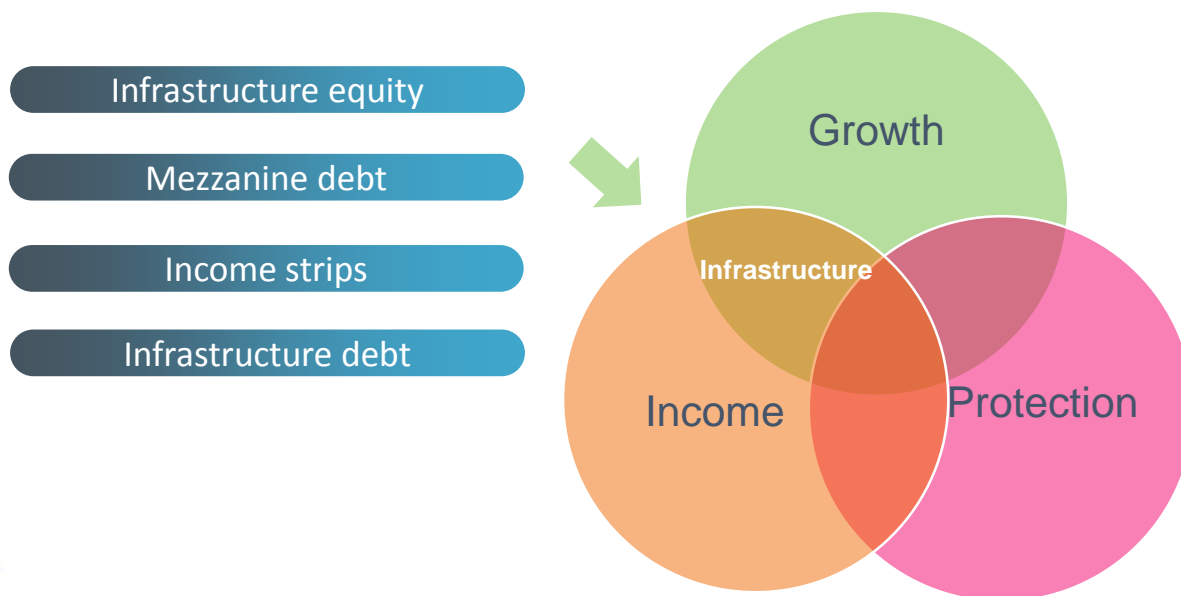 Infrastructure equity
Mezzanine debt
Income strips
Infrastructure debt
Growth
Infrastructure
Income
Protection